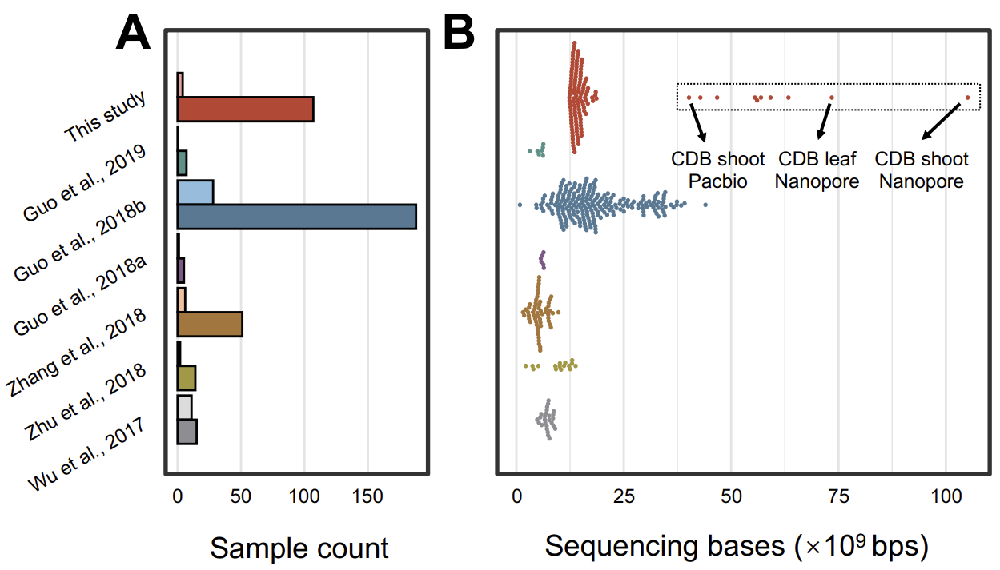 A
B
This study
Guo et al., 2019
Guo et al., 2018b
Guo et al., 2018a
Zhang et al., 2018
Zhu et al., 2018
Wu et al., 2017
CDB shoot
Pacbio
CDB leaf
Nanopore
CDB shoot
Nanopore
0 50 100 150
0 25 50 75 100
Sample count
Sequencing bases (×10⁹ bps)